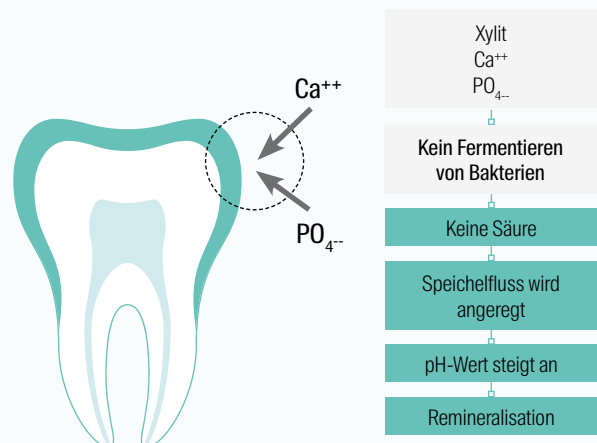 Ca⁺⁺
PO₄₋₋
Xylit
Ca⁺⁺
PO₄₋₋
Kein Fermentieren
von Bakterien
Keine Säure
Speichelfluss wird
angeregt
pH-Wert steigt an
Remineralisation